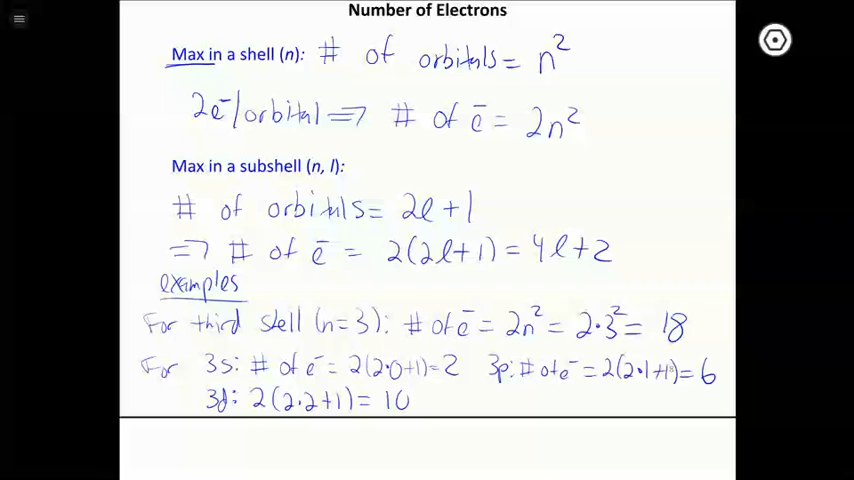 Number of Electrons
Max in a shell (n): # of orbitals = n²
2e⁻/orbital ⟹ # of e⁻ = 2n²
Max in a subshell (n, l):
# of orbitals = 2l + 1
⟹ # of e⁻ = 2(2l+1) = 4l+2
examples
For third shell (n=3): # of e⁻ = 2n² = 2·3² = 18
For 3s: # of e⁻ = 2(2·0+1) = 2 3p: # of e⁻ = 2(2·1+1) = 6
3d: 2(2·2+1) = 10